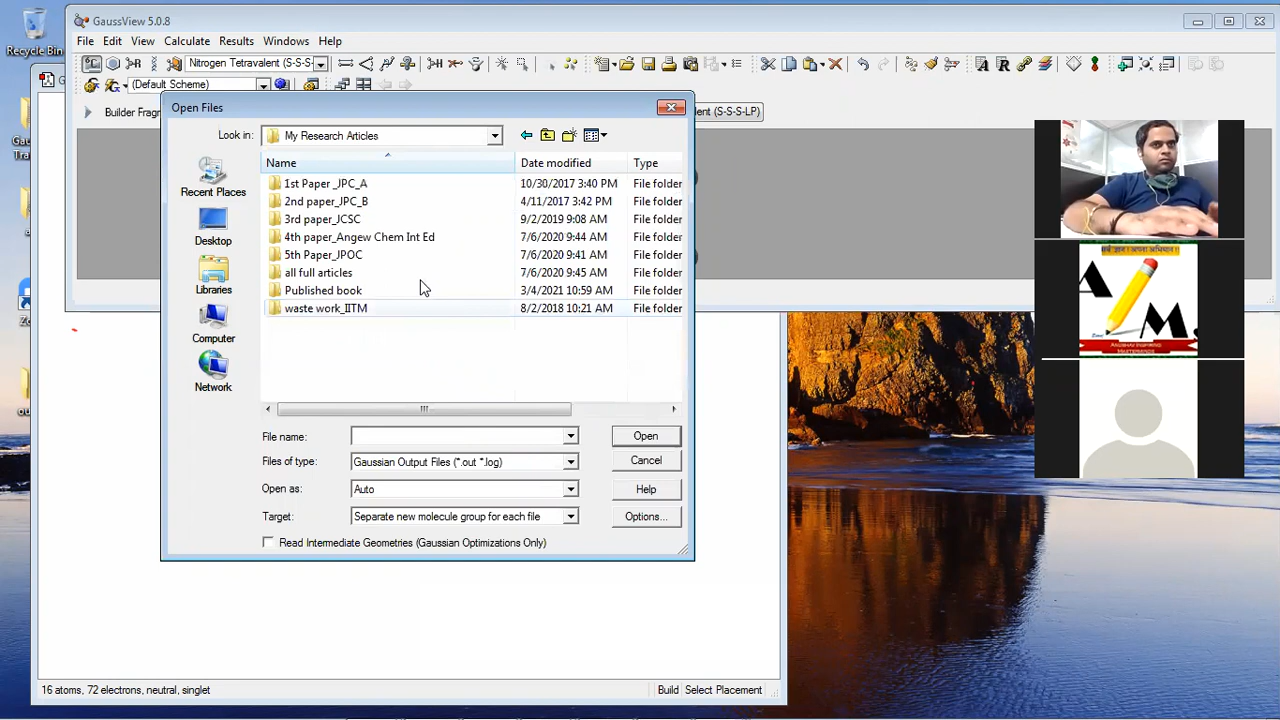 Recycle Bin
GaussView 5.0.8
File Edit View Calculate Results Windows Help
Nitrogen Tetravalent (S-S-S-
(Default Scheme)
Builder Fragm
ent (S-S-S-LP)
Open Files
Look in: My Research Articles
Name Date modified Type
1st Paper _JPC_A 10/30/2017 3:40 PM File folder
2nd paper_JPC_B 4/11/2017 3:42 PM File folder
3rd paper_JCSC 9/2/2019 9:08 AM File folder
4th paper_Angew Chem Int Ed 7/6/2020 9:44 AM File folder
5th Paper_JPOC 7/6/2020 9:41 AM File folder
all full articles 7/6/2020 9:45 AM File folder
Published book 3/4/2021 10:59 AM File folder
waste work_IITM 8/2/2018 10:21 AM File folder
Recent Places
Desktop
Libraries
Computer
Network
File name: Open
Files of type: Gaussian Output Files (*.out *.log) Cancel
Open as: Auto Help
Target: Separate new molecule group for each file Options...
Read Intermediate Geometries (Gaussian Optimizations Only)
16 atoms, 72 electrons, neutral, singlet
Build Select Placement
सर्व ज्ञान। अपना अभिमान।
A M.